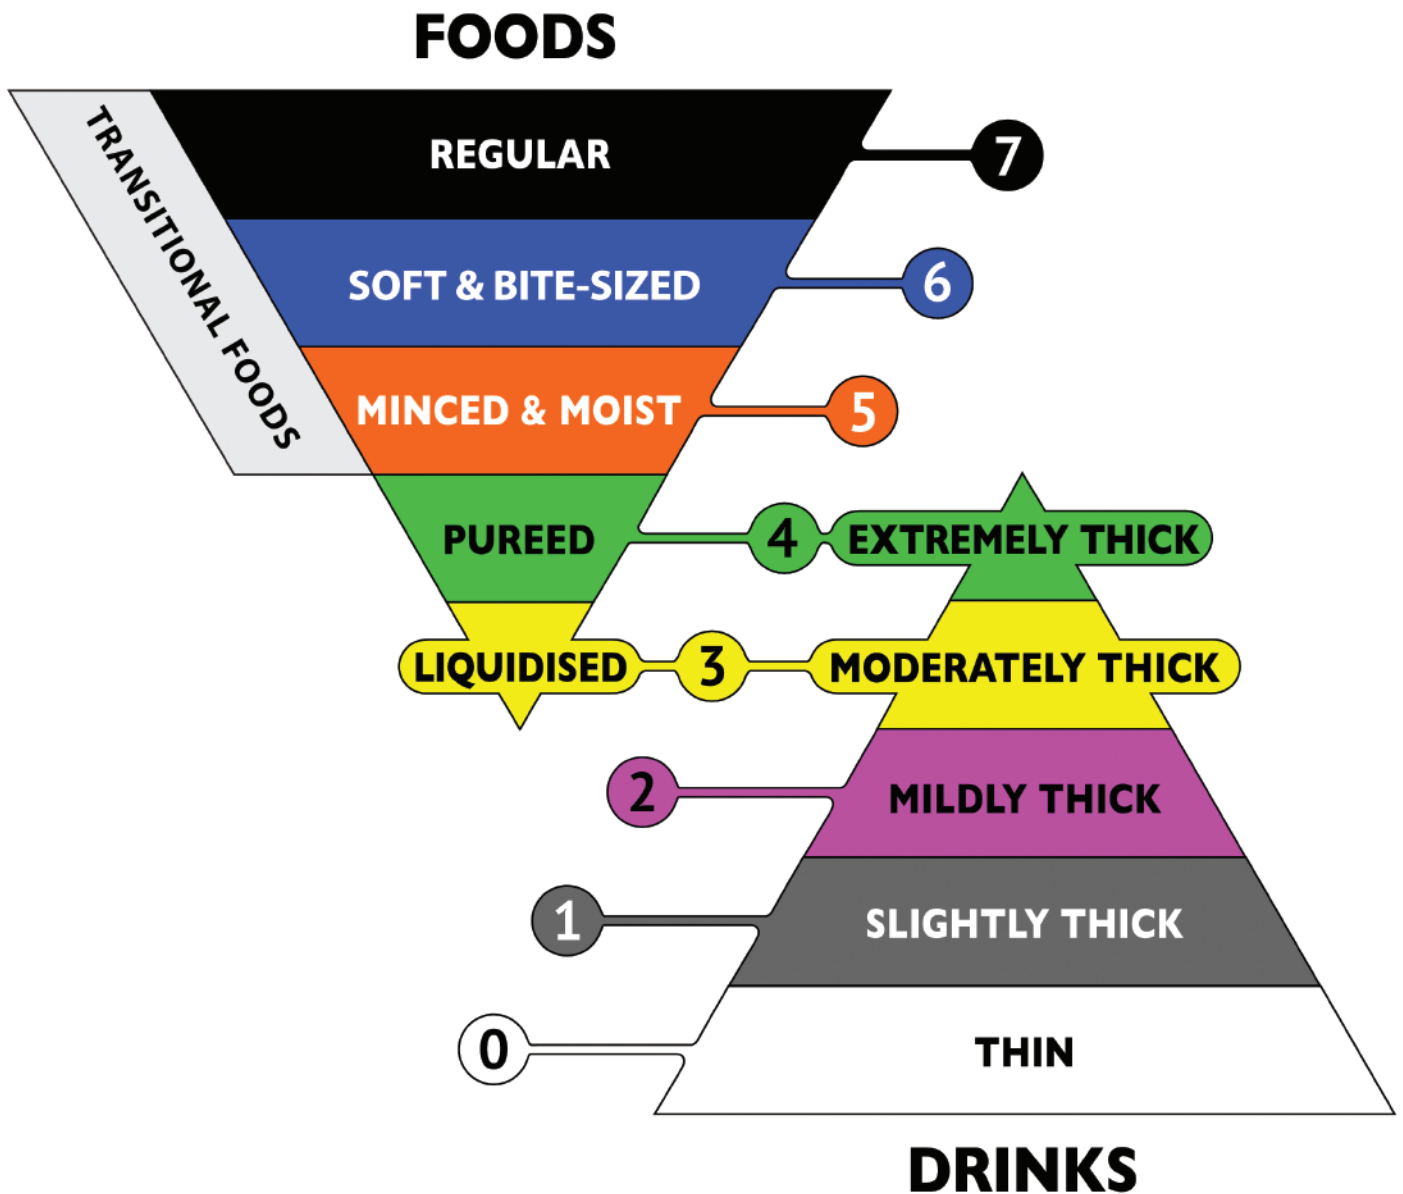 FOODS
TRANSITIONAL FOODS
REGULAR
7
SOFT & BITE-SIZED
6
MINCED & MOIST
5
PUREED
4
EXTREMELY THICK
LIQUIDISED
3
MODERATELY THICK
2
MILDLY THICK
1
SLIGHTLY THICK
0
THIN
DRINKS